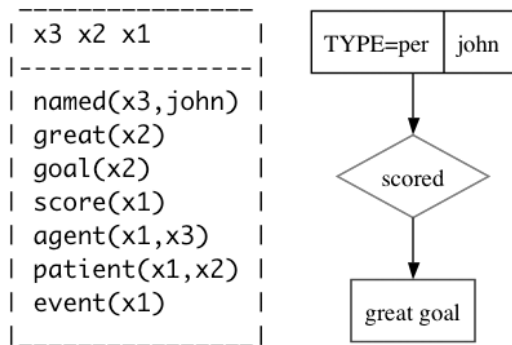 x3 x2 x1
named(x3,john)
great(x2)
goal(x2)
score(x1)
agent(x1,x3)
patient(x1,x2)
event(x1)
TYPE=per john
scored
great goal